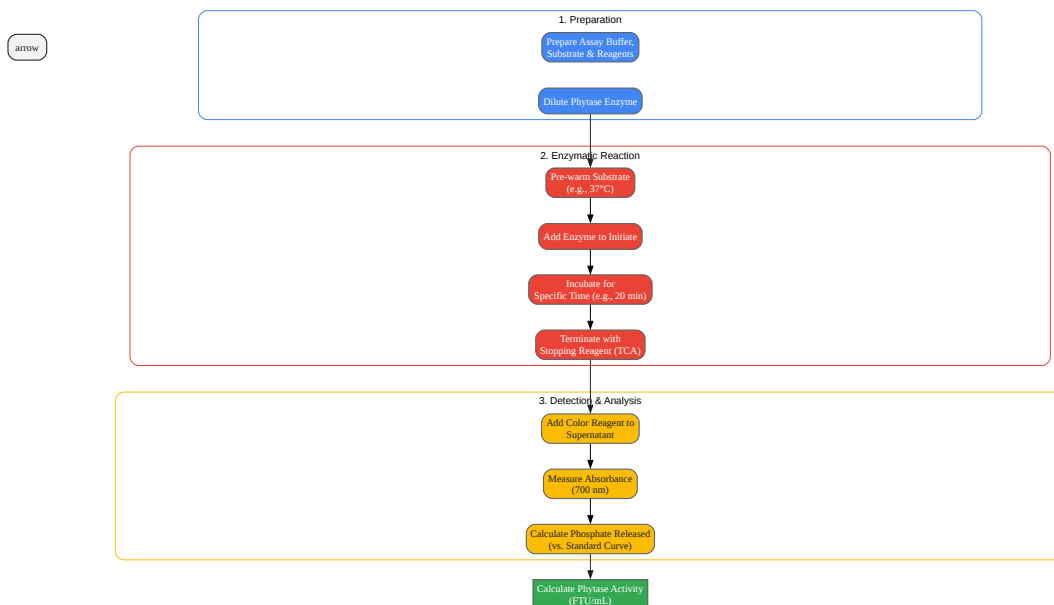 arrow
1. Preparation
Prepare Assay Buffer,
Substrate & Reagents
Dilute Phytase Enzyme
2. Enzymatic Reaction
Pre-warm Substrate
(e.g., 37°C)
Add Enzyme to Initiate
Incubate for
Specific Time (e.g., 20 min)
Terminate with
Stopping Reagent (TCA)
3. Detection & Analysis
Add Color Reagent to
Supernatant
Measure Absorbance
(700 nm)
Calculate Phosphate Released
(vs. Standard Curve)
Calculate Phytase Activity
(FTU/mL)